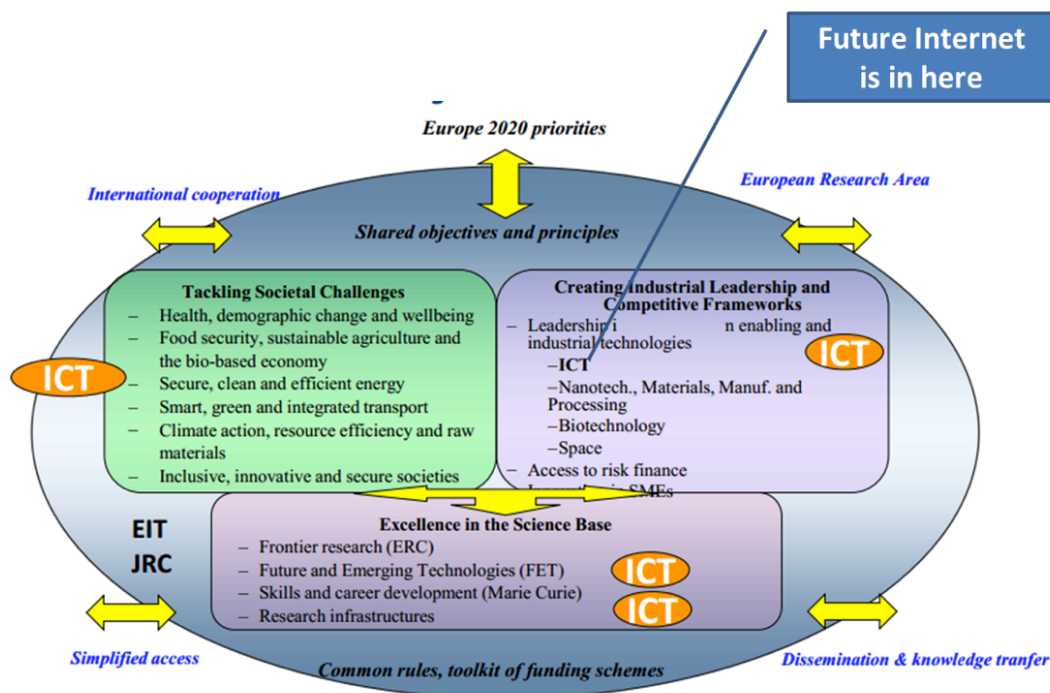 Future Internet
is in here
Europe 2020 priorities
International cooperation
European Research Area
Shared objectives and principles
Tackling Societal Challenges
– Health, demographic change and wellbeing
– Food security, sustainable agriculture and
the bio-based economy
– Secure, clean and efficient energy
– Smart, green and integrated transport
– Climate action, resource efficiency and raw
materials
– Inclusive, innovative and secure societies
ICT
Creating Industrial Leadership and
Competitive Frameworks
– Leadership i n enabling and
industrial technologies
–ICT
–Nanotech., Materials, Manuf. and
Processing
–Biotechnology
–Space
– Access to risk finance
SMEs
ICT
Excellence in the Science Base
– Frontier research (ERC)
– Future and Emerging Technologies (FET)
– Skills and career development (Marie Curie)
– Research infrastructures
ICT
ICT
EIT
JRC
Simplified access
Common rules, toolkit of funding schemes
Dissemination & knowledge tranfer